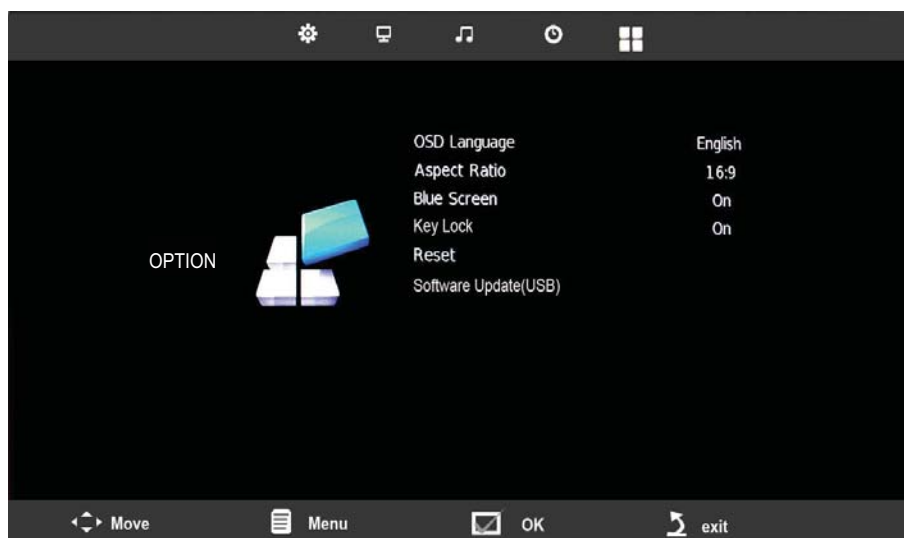 OSD Language English
Aspect Ratio 16:9
Blue Screen On
Key Lock On
OPTION
Reset
Software Update(USB)
Move Menu OK exit